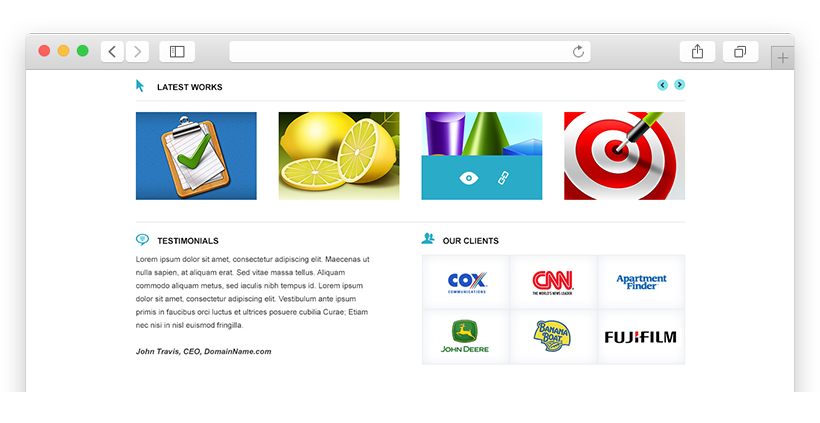 LATEST WORKS
TESTIMONIALS
Lorem ipsum dolor sit amet, consectetur adipiscing elit. Maecenas ut
nulla sapien, at aliquam erat. Sed vitae massa tellus. Aliquam
commodo aliquam metus, sed iaculis nibh tempus id. Lorem ipsum
dolor sit amet, consectetur adipiscing elit. Vestibulum ante ipsum
primis in faucibus orci luctus et ultrices posuere cubilia Curae; Etiam
nec nisi in nisl euismod fringilla.
John Travis, CEO, DomainName.com
OUR CLIENTS
COX
COMMUNICATIONS
CNN
THE WORLD'S NEWS LEADER
Apartment
Finder
JOHN DEERE
BANANA
BOAT
FUJIFILM